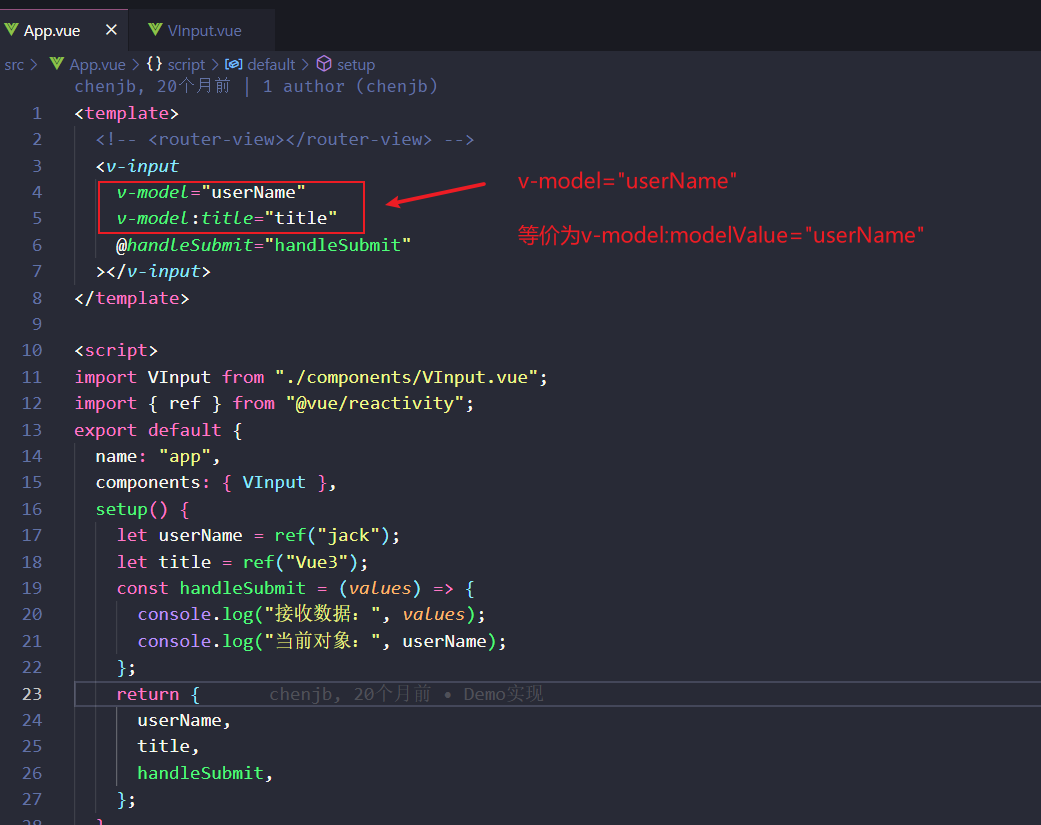 App.vue
VInput.vue
src > App.vue > {} script > default > setup
chenjb, 20个月前 | 1 author (chenjb)
1 <template>
2 <!-- <router-view></router-view> -->
3 <v-input
4 v-model="userName"
5 v-model:title="title"
6 @handleSubmit="handleSubmit"
7 ></v-input>
8 </template>
9
10 <script>
11 import VInput from "./components/VInput.vue";
12 import { ref } from "@vue/reactivity";
13 export default {
14 name: "app",
15 components: { VInput },
16 setup() {
17 let userName = ref("jack");
18 let title = ref("Vue3");
19 const handleSubmit = (values) => {
20 console.log("接收数据：", values);
21 console.log("当前对象：", userName);
22 };
23 return { chenjb, 20个月前 • Demo实现
24 userName,
25 title,
26 handleSubmit,
27 };
28 }
v-model="userName"
等价为v-model:modelValue="userName"